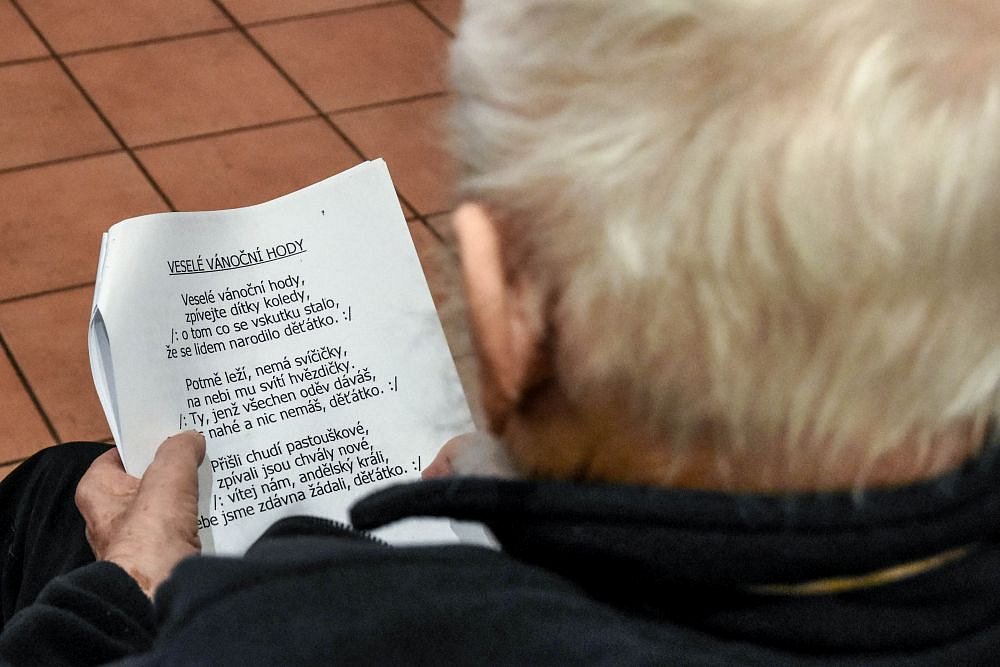 VESELÉ VÁNOČNÍ HODY
Veselé vánoční hody,
zpívejte dítky koledy,
/: o tom co se vskutku stalo,
že se lidem narodilo děťátko. :/
Potmě leží, nemá svíčičky,
na nebi mu svítí hvězdičky.
/: Ty, jenž všechen oděv dáváš,
nahé a nic nemáš, děťátko. :/
Přišli chudí pastouškové,
zpívali jsou chvály nové,
/: vítej nám, andělský králi,
ebe jsme zdávna žádali, děťátko. :/